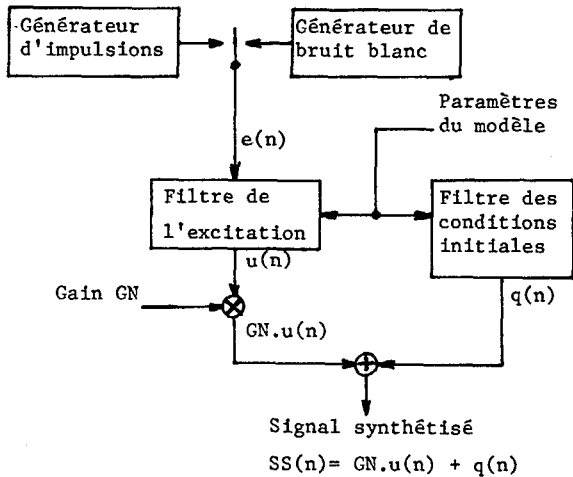 Générateur
d'impulsions
Générateur de
bruit blanc
Paramètres
du modèle
e(n)
Filtre de
l'excitation
Filtre des
conditions
initiales
u(n)
Gain GN
q(n)
GN.u(n)
Signal synthétisé
SS(n)= GN.u(n) + q(n)